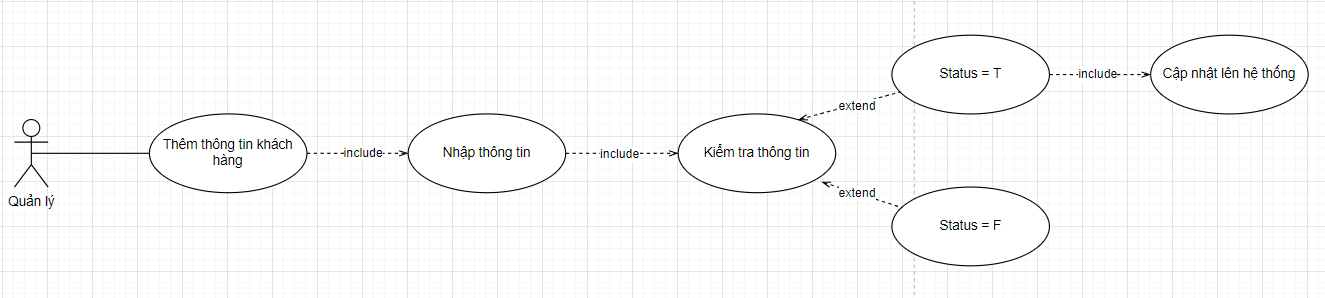 Quản lý
Thêm thông tin khách
hàng
include
Nhập thông tin
include
Kiểm tra thông tin
extend
Status = T
include
Cập nhật lên hệ thống
extend
Status = F